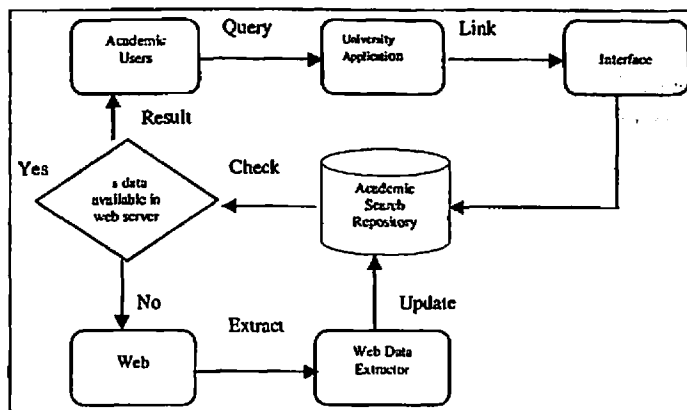 Academic
Users
Query
University
Application
Link
Interface
Result
Yes
s data
available in
web server
Check
Academic
Search
Repository
No
Update
Web
Extract
Web Data
Extractor